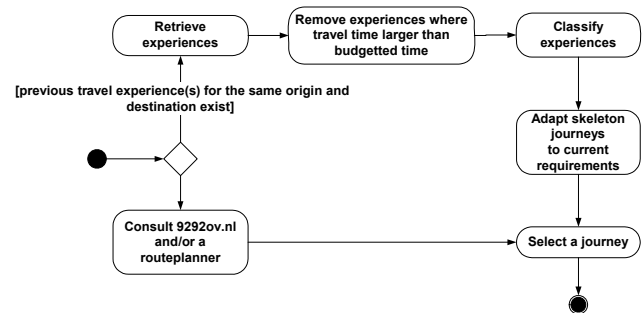 Retrieve
experiences
Remove experiences where
travel time larger than
budgetted time
Classify
experiences
[previous travel experience(s) for the same origin and
destination exist]
Adapt skeleton
journeys
to current
requirements
Consult 9292ov.nl
and/or a
routeplanner
Select a journey